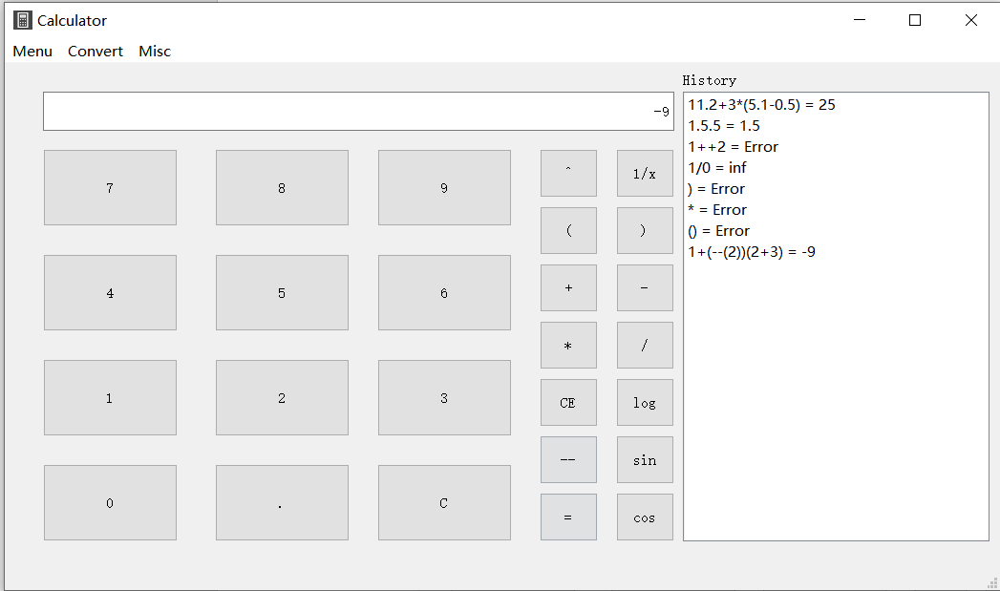 Calculator
Menu Convert Misc
History
-9
11.2+3*(5.1-0.5) = 25
1.5.5 = 1.5
1++2 = Error
1/0 = inf
) = Error
* = Error
() = Error
1+(--(2))(2+3) = -9
7 8 9 ^ 1/x
( )
4 5 6 + -
* /
1 2 3 CE log
-- sin
0 . C = cos